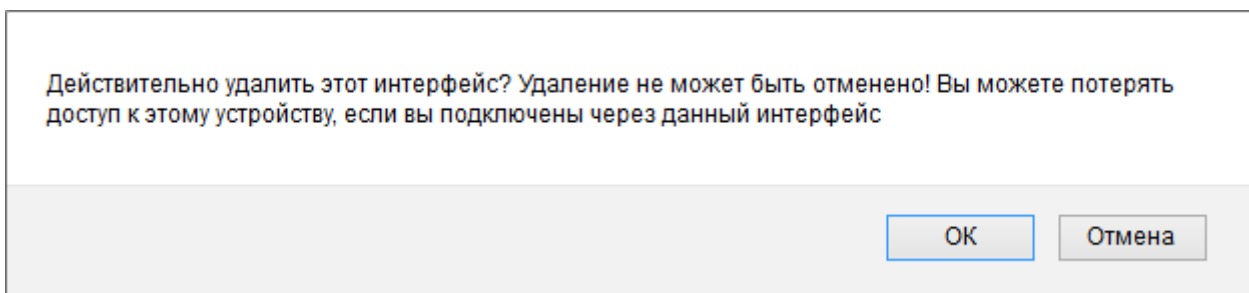 Действительно удалить этот интерфейс? Удаление не может быть отменено! Вы можете потерять
доступ к этому устройству, если вы подключены через данный интерфейс
ОК
Отмена